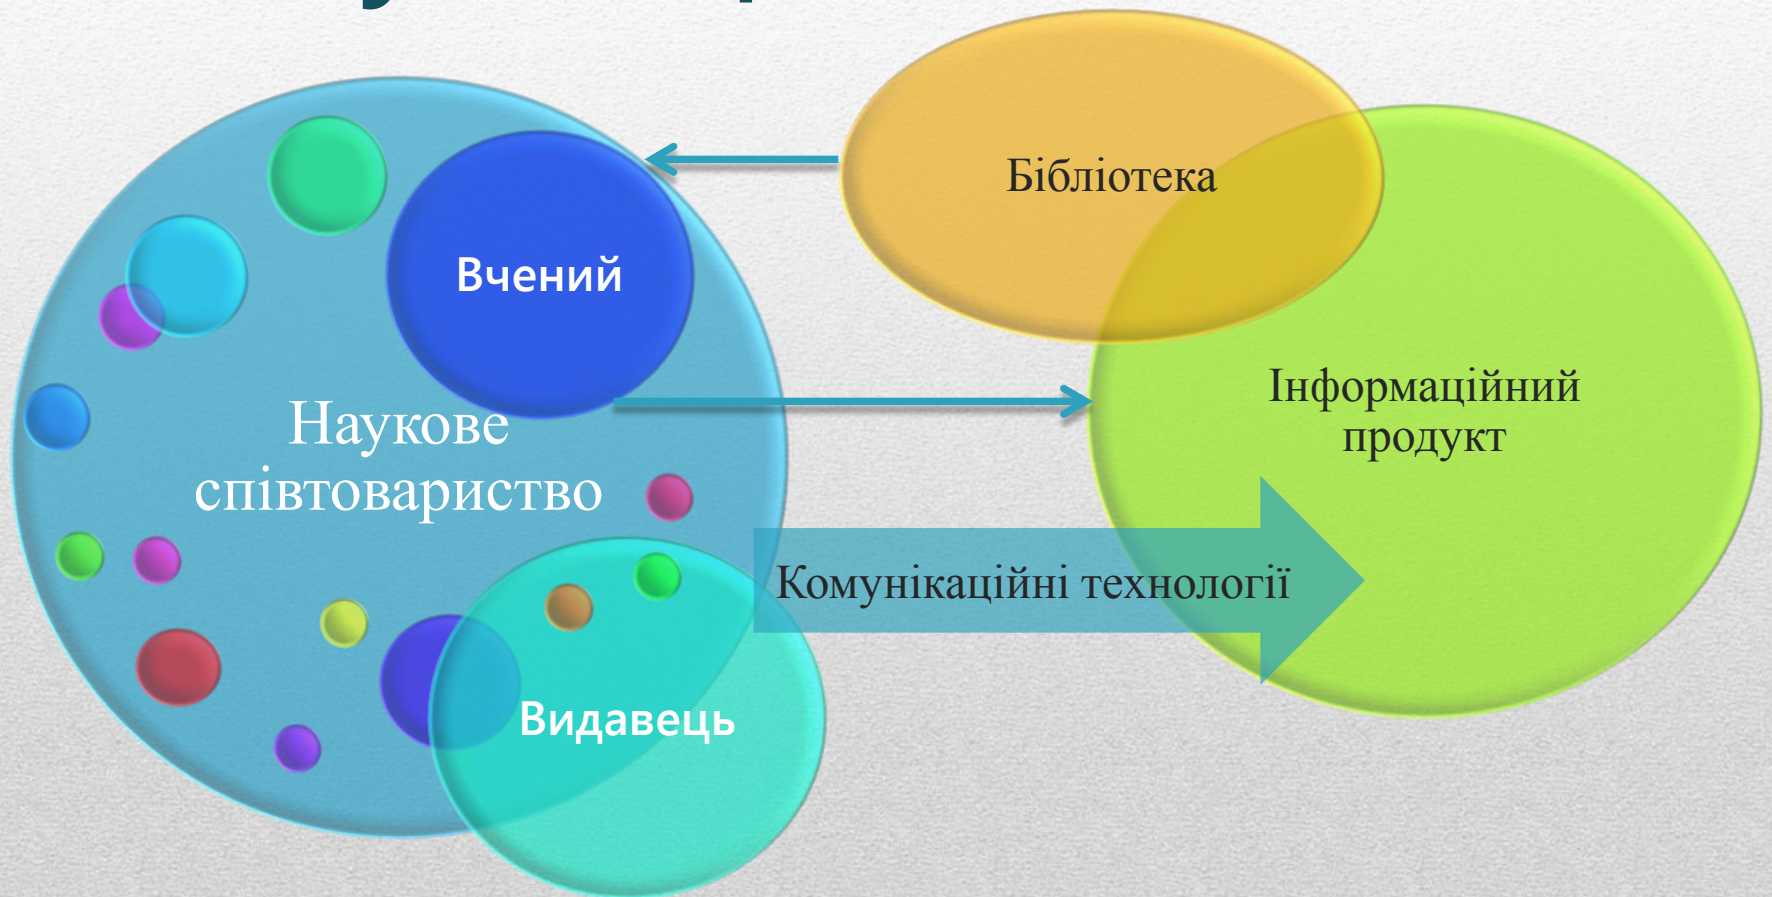 Бібліотека
Вчений
Наукове
співтовариство
Інформаційний
продукт
Комунікаційні технології
Видавець